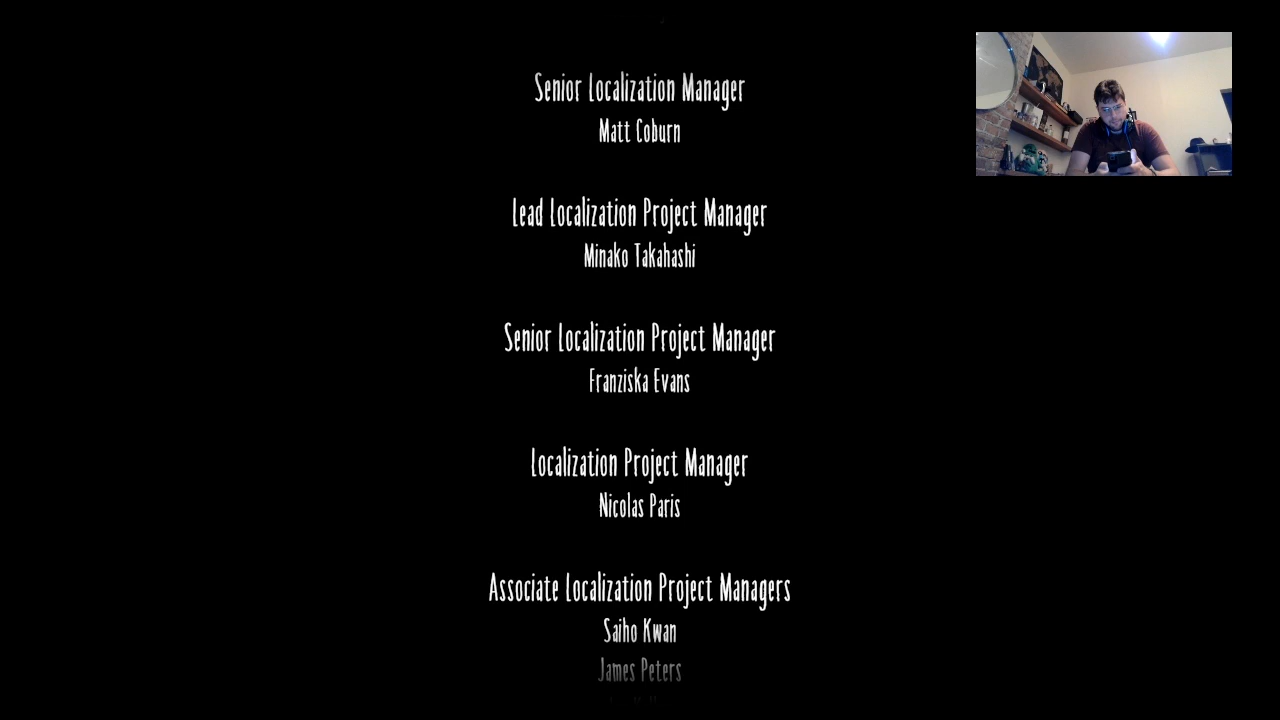 Senior Localization Manager
Matt Coburn
Lead Localization Project Manager
Minako Takahashi
Senior Localization Project Manager
Franziska Evans
Localization Project Manager
Nicolas Paris
Associate Localization Project Managers
Saiho Kwan
James Peters